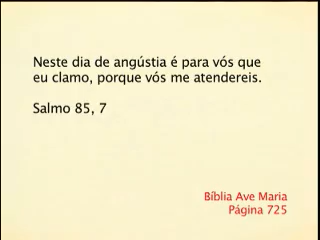 Neste dia de angústia é para vós que
eu clamo, porque vós me atendereis.
Salmo 85, 7
Bíblia Ave Maria
Página 725